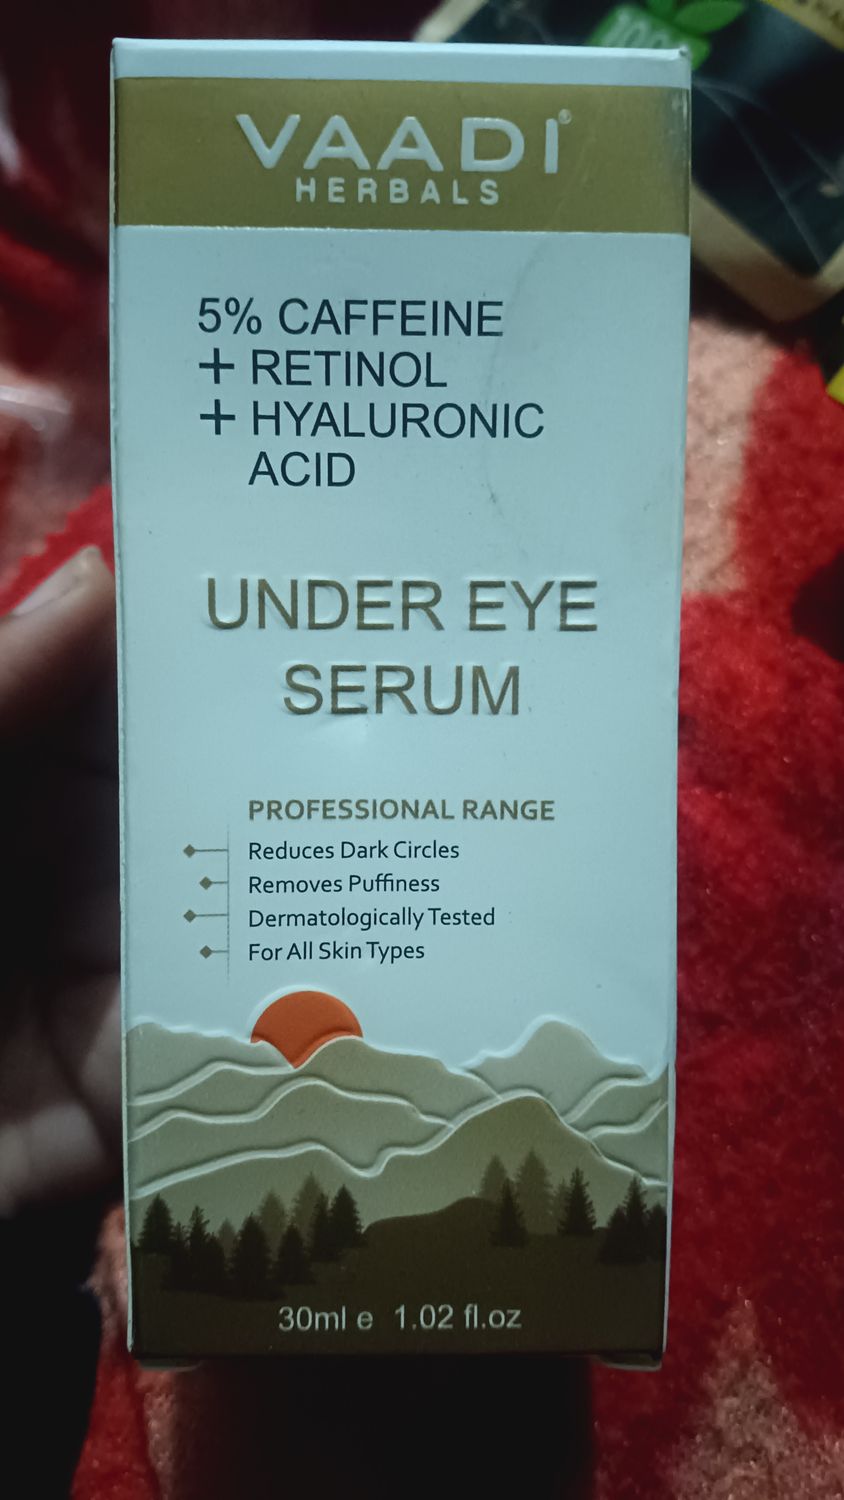 VAADI®
HERBALS
5% CAFFEINE
+ RETINOL
+ HYALURONIC
ACID
UNDER EYE
SERUM
PROFESSIONAL RANGE
Reduces Dark Circles
Removes Puffiness
Dermatologically Tested
For All Skin Types
30ml e 1.02 fl.oz